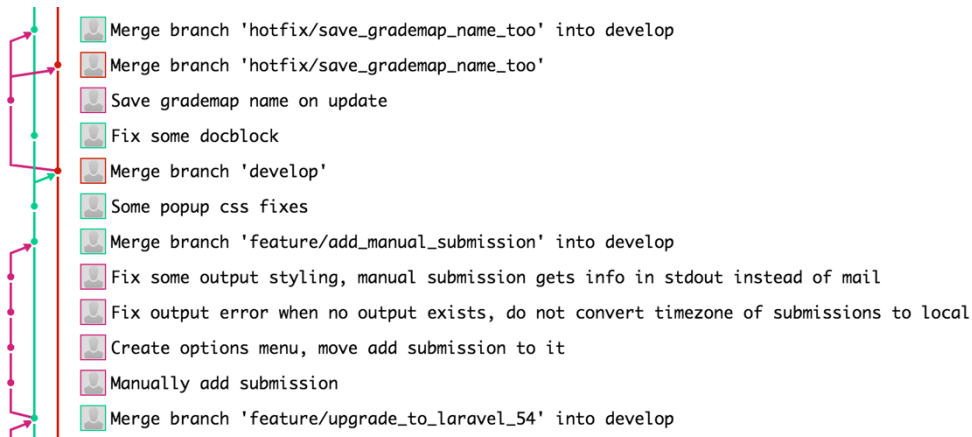 Merge branch 'hotfix/save_grademap_name_too' into develop
Merge branch 'hotfix/save_grademap_name_too'
Save grademap name on update
Fix some docblock
Merge branch 'develop'
Some popup css fixes
Merge branch 'feature/add_manual_submission' into develop
Fix some output styling, manual submission gets info in stdout instead of mail
Fix output error when no output exists, do not convert timezone of submissions to local
Create options menu, move add submission to it
Manually add submission
Merge branch 'feature/upgrade_to_laravel_54' into develop